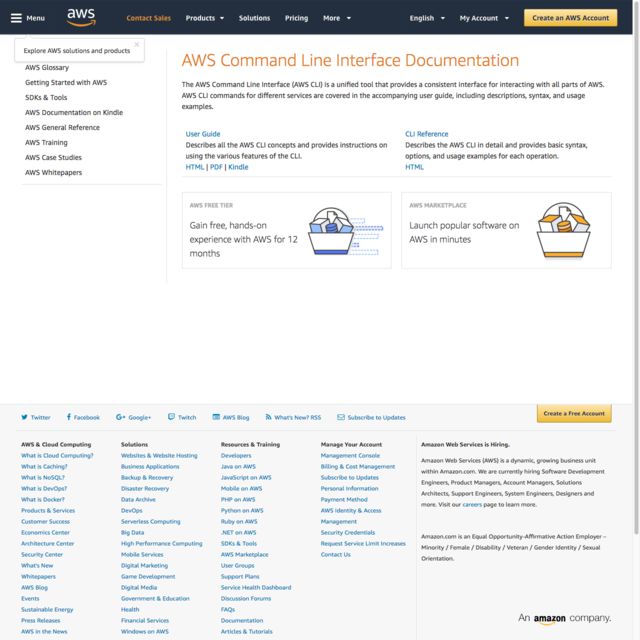 Menu
aws
Contact Sales
Products
Solutions
Pricing
More
English
My Account
Create an AWS Account
Explore AWS solutions and products
AWS Glossary
Getting Started with AWS
SDKs & Tools
AWS Documentation on Kindle
AWS General Reference
AWS Training
AWS Case Studies
AWS Whitepapers
AWS Command Line Interface Documentation
The AWS Command Line Interface (AWS CLI) is a unified tool that provides a consistent interface for interacting with all parts of AWS.
AWS CLI commands for different services are covered in the accompanying user guide, including descriptions, syntax, and usage
examples.
User Guide
Describes all the AWS CLI concepts and provides instructions on
using the various features of the CLI.
HTML | PDF | Kindle
CLI Reference
Describes the AWS CLI in detail and provides basic syntax,
options, and usage examples for each operation.
HTML
AWS FREE TIER
Gain free, hands-on
experience with AWS for 12
months
AWS MARKETPLACE
Launch popular software on
AWS in minutes
Twitter
Facebook
Google+
Twitch
AWS Blog
What's New? RSS
Subscribe to Updates
Create a Free Account
AWS & Cloud Computing
What is Cloud Computing?
What is Caching?
What is NoSQL?
What is DevOps?
What is Docker?
Products & Services
Customer Success
Economics Center
Architecture Center
Security Center
What's New
Whitepapers
AWS Blog
Events
Sustainable Energy
Press Releases
AWS in the News
Solutions
Websites & Website Hosting
Business Applications
Backup & Recovery
Disaster Recovery
Data Archive
DevOps
Serverless Computing
Big Data
High Performance Computing
Mobile Services
Digital Marketing
Game Development
Digital Media
Government & Education
Health
Financial Services
Windows on AWS
Resources & Training
Developers
Java on AWS
JavaScript on AWS
Mobile on AWS
PHP on AWS
Python on AWS
Ruby on AWS
.NET on AWS
SDKs & Tools
AWS Marketplace
User Groups
Support Plans
Service Health Dashboard
Discussion Forums
FAQs
Documentation
Articles & Tutorials
Manage Your Account
Management Console
Billing & Cost Management
Subscribe to Updates
Personal Information
Payment Method
AWS Identity & Access
Management
Security Credentials
Request Service Limit Increases
Contact Us
Amazon Web Services is Hiring.
Amazon Web Services (AWS) is a dynamic, growing business unit
within Amazon.com. We are currently hiring Software Development
Engineers, Product Managers, Account Managers, Solutions
Architects, Support Engineers, System Engineers, Designers and
more. Visit our careers page to learn more.
Amazon.com is an Equal Opportunity-Affirmative Action Employer –
Minority / Female / Disability / Veteran / Gender Identity / Sexual
Orientation.
An amazon company.